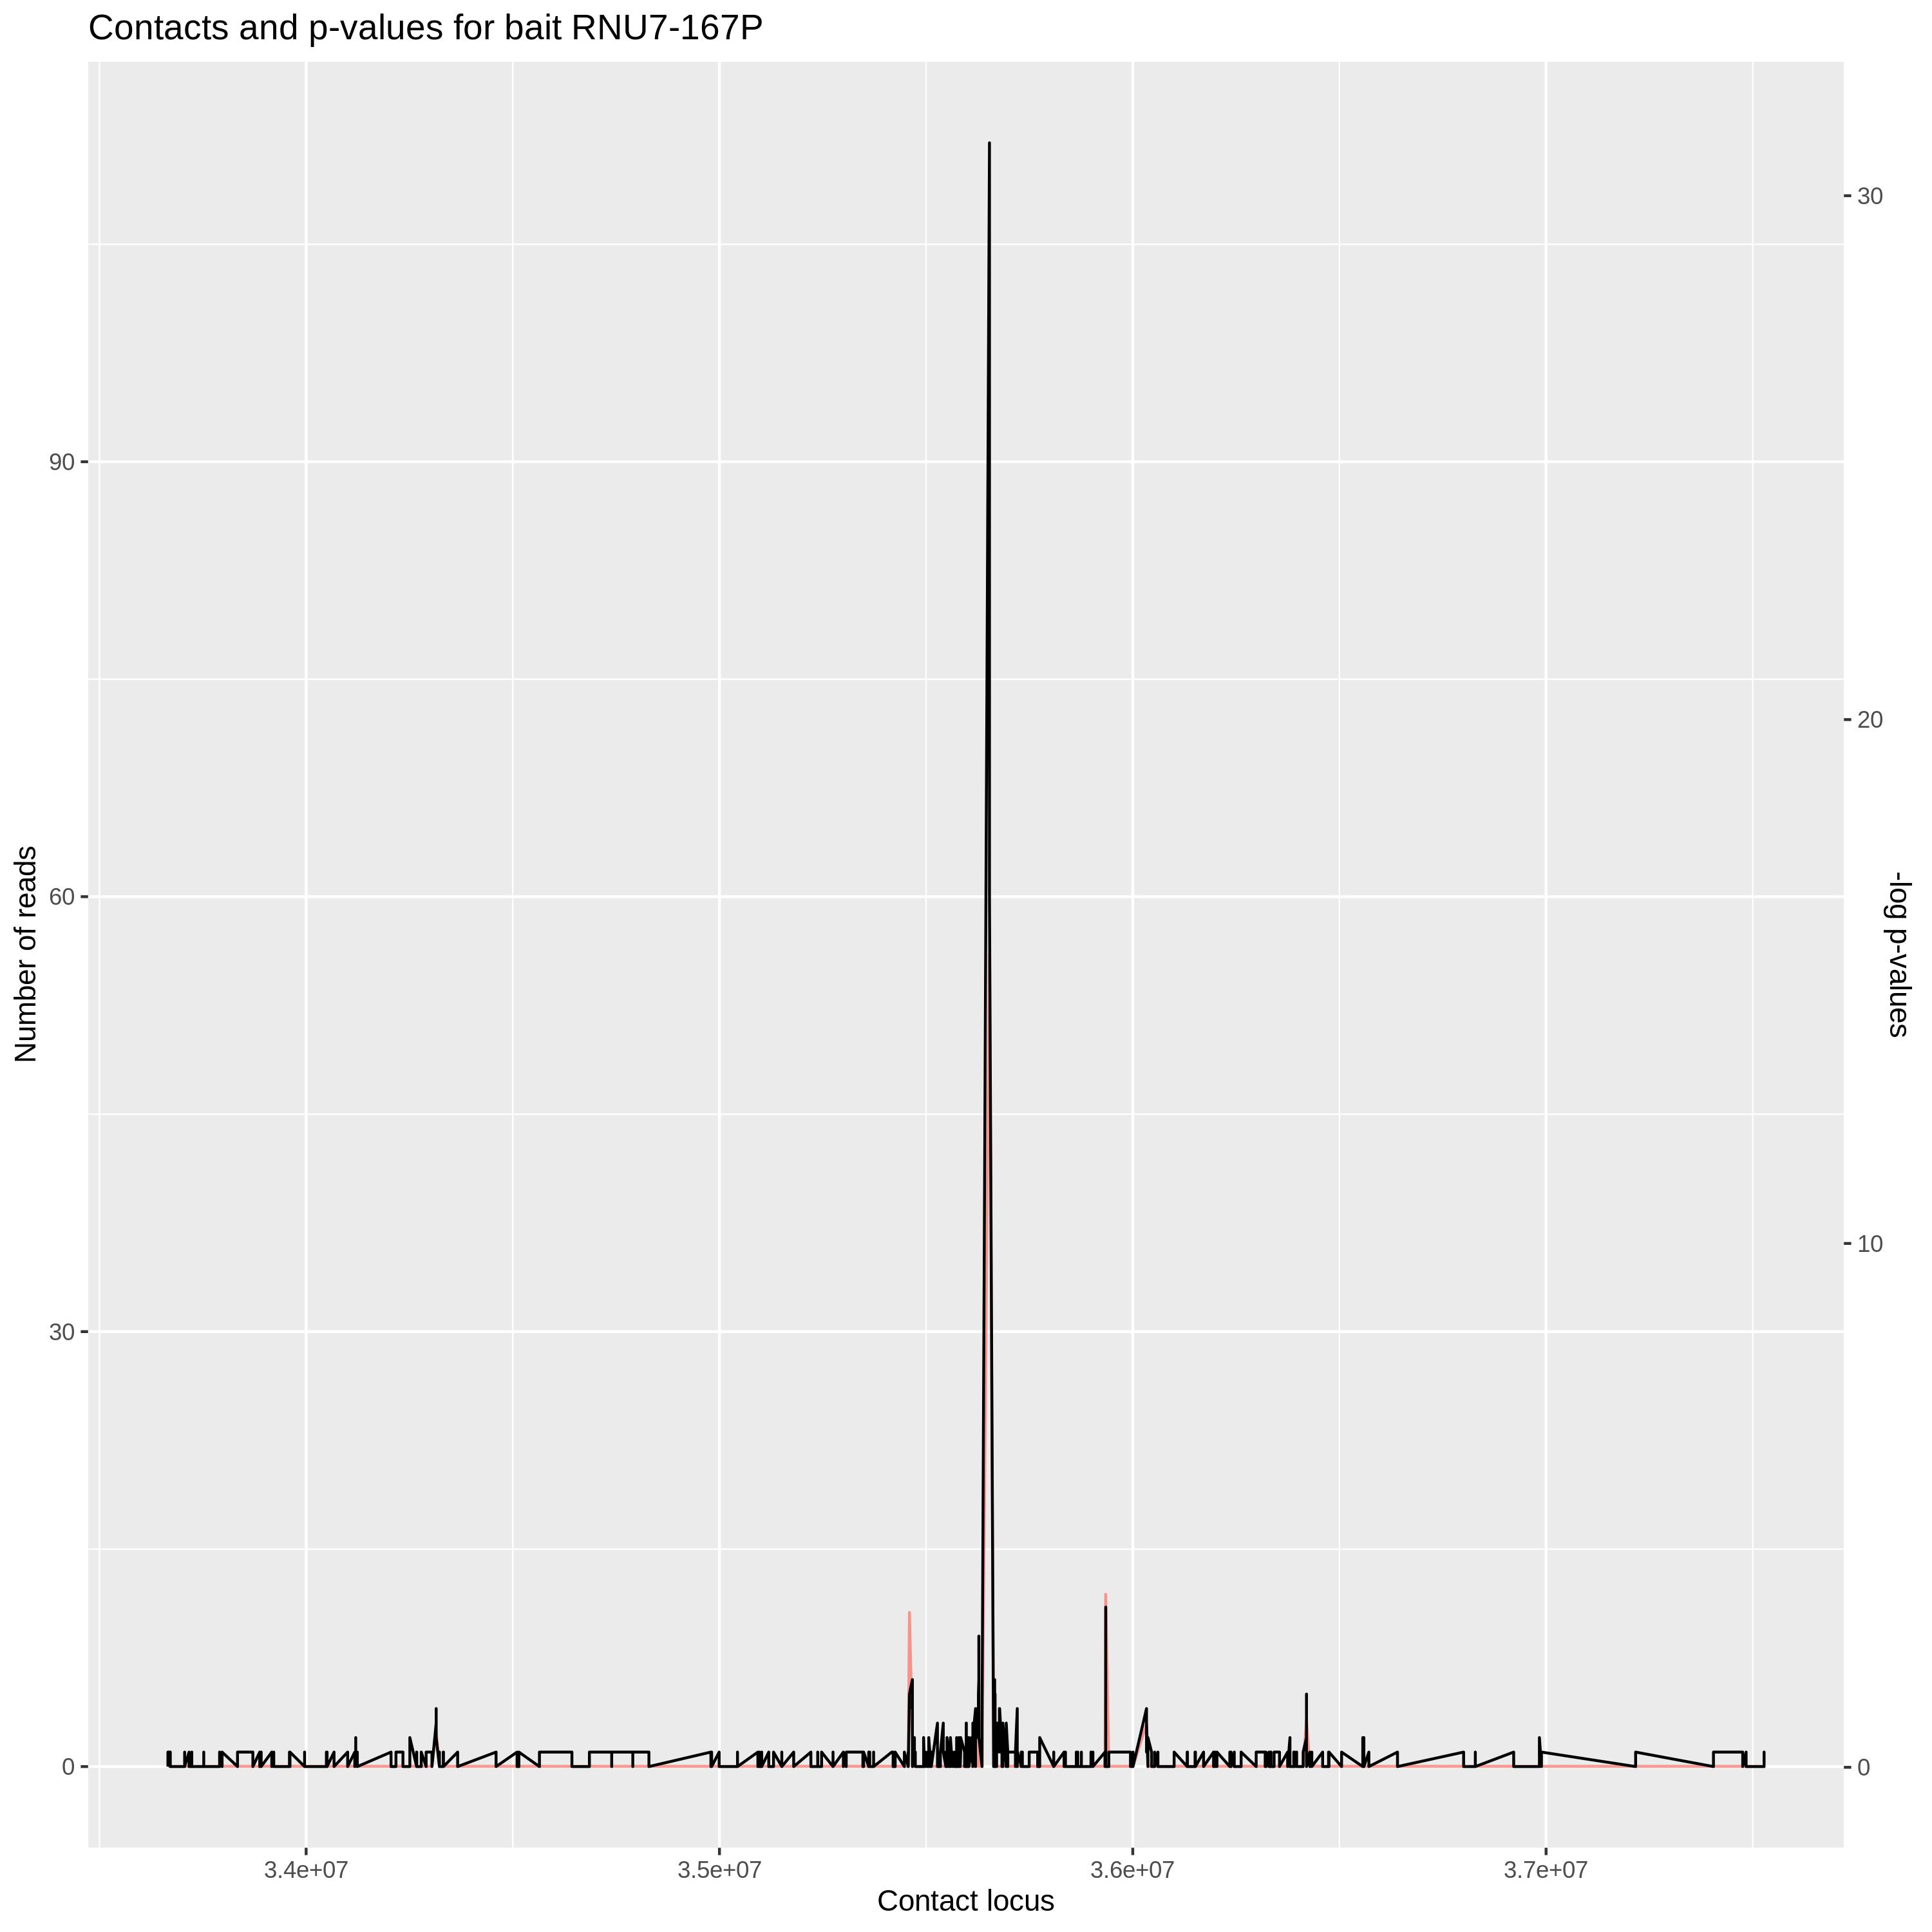 Contacts and p-values for bait RNU7-167P
Number of reads
90
60
30
0
30
20
10
0
-log p-values
3.4e+07
3.5e+07
3.6e+07
3.7e+07
Contact locus